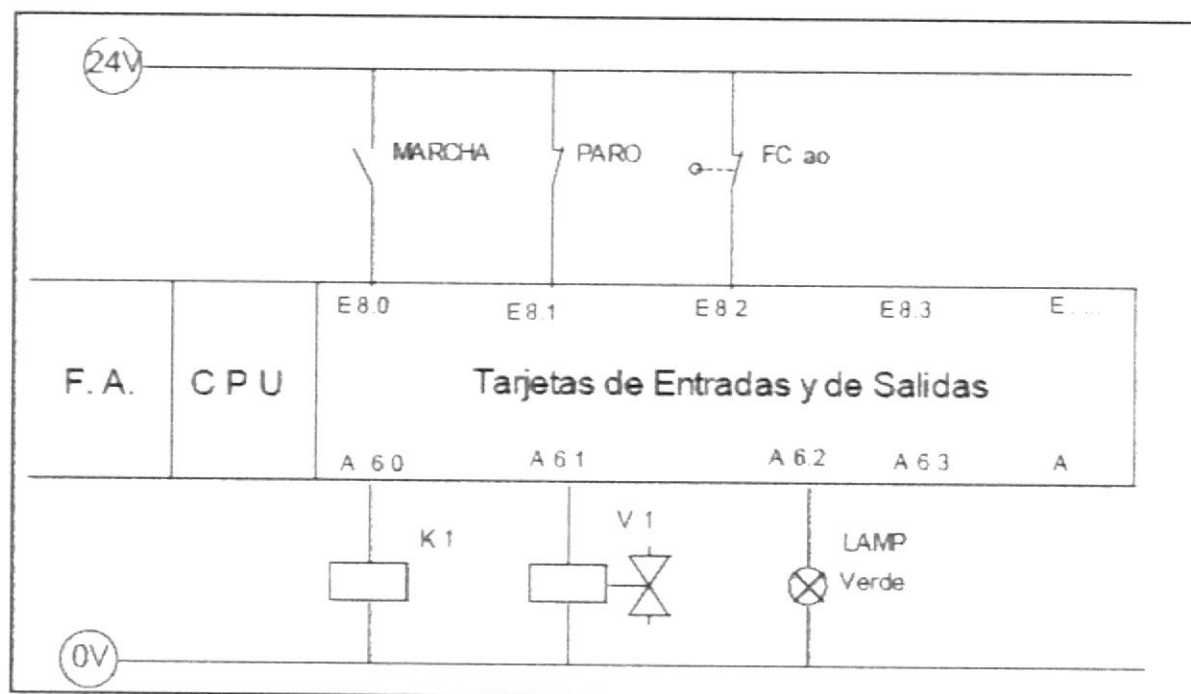 24V
MARCHA
PARO
FC ao
E 8.0
E 8.1
E 8.2
E 8.3
E . ...
F. A.
C P U
Tarjetas de Entradas y de Salidas
A 6.0
A 6.1
A 6.2
A 6.3
A
K 1
V 1
LAMP
Verde
0V